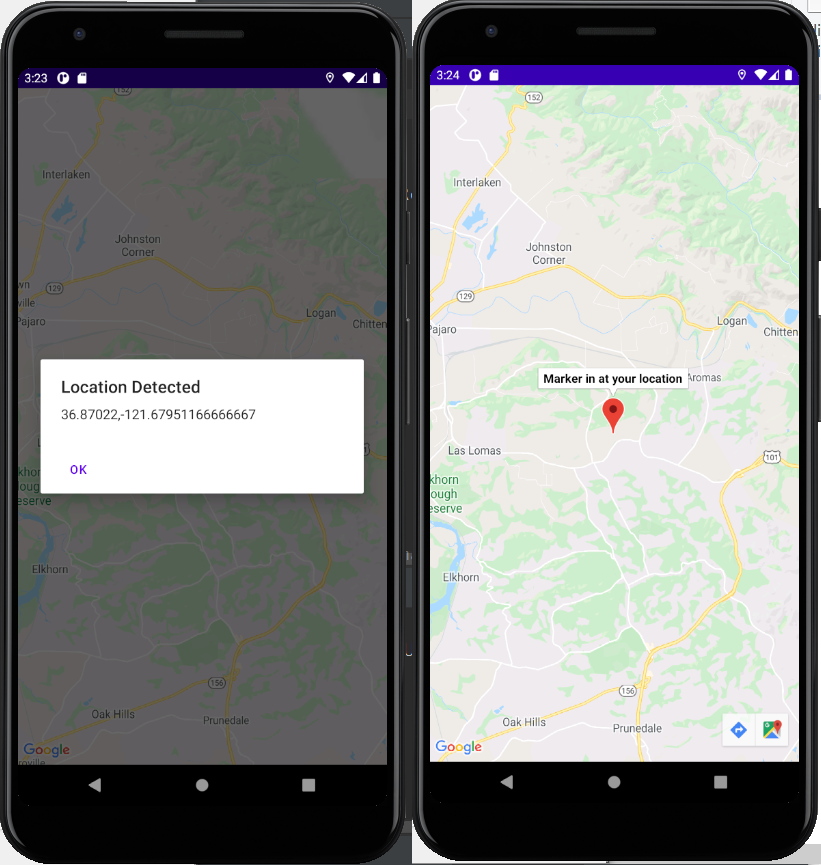 3:23
152
Interlaken
Johnston
Corner
wn
ville
129
Pajaro
Logan
Chitten
Location Detected
36.87022,-121.67951166666667
OK
L
khorn
loug
eserve
Elkhorn
156
Oak Hills
Prunedale
Google
roville
3:24
152
Interlaken
Johnston
Corner
129
Pajaro
Logan
Chitten
Marker in at your location
Aromas
Las Lomas
101
khorn
ough
eserve
Elkhorn
156
Oak Hills
Prunedale
Google